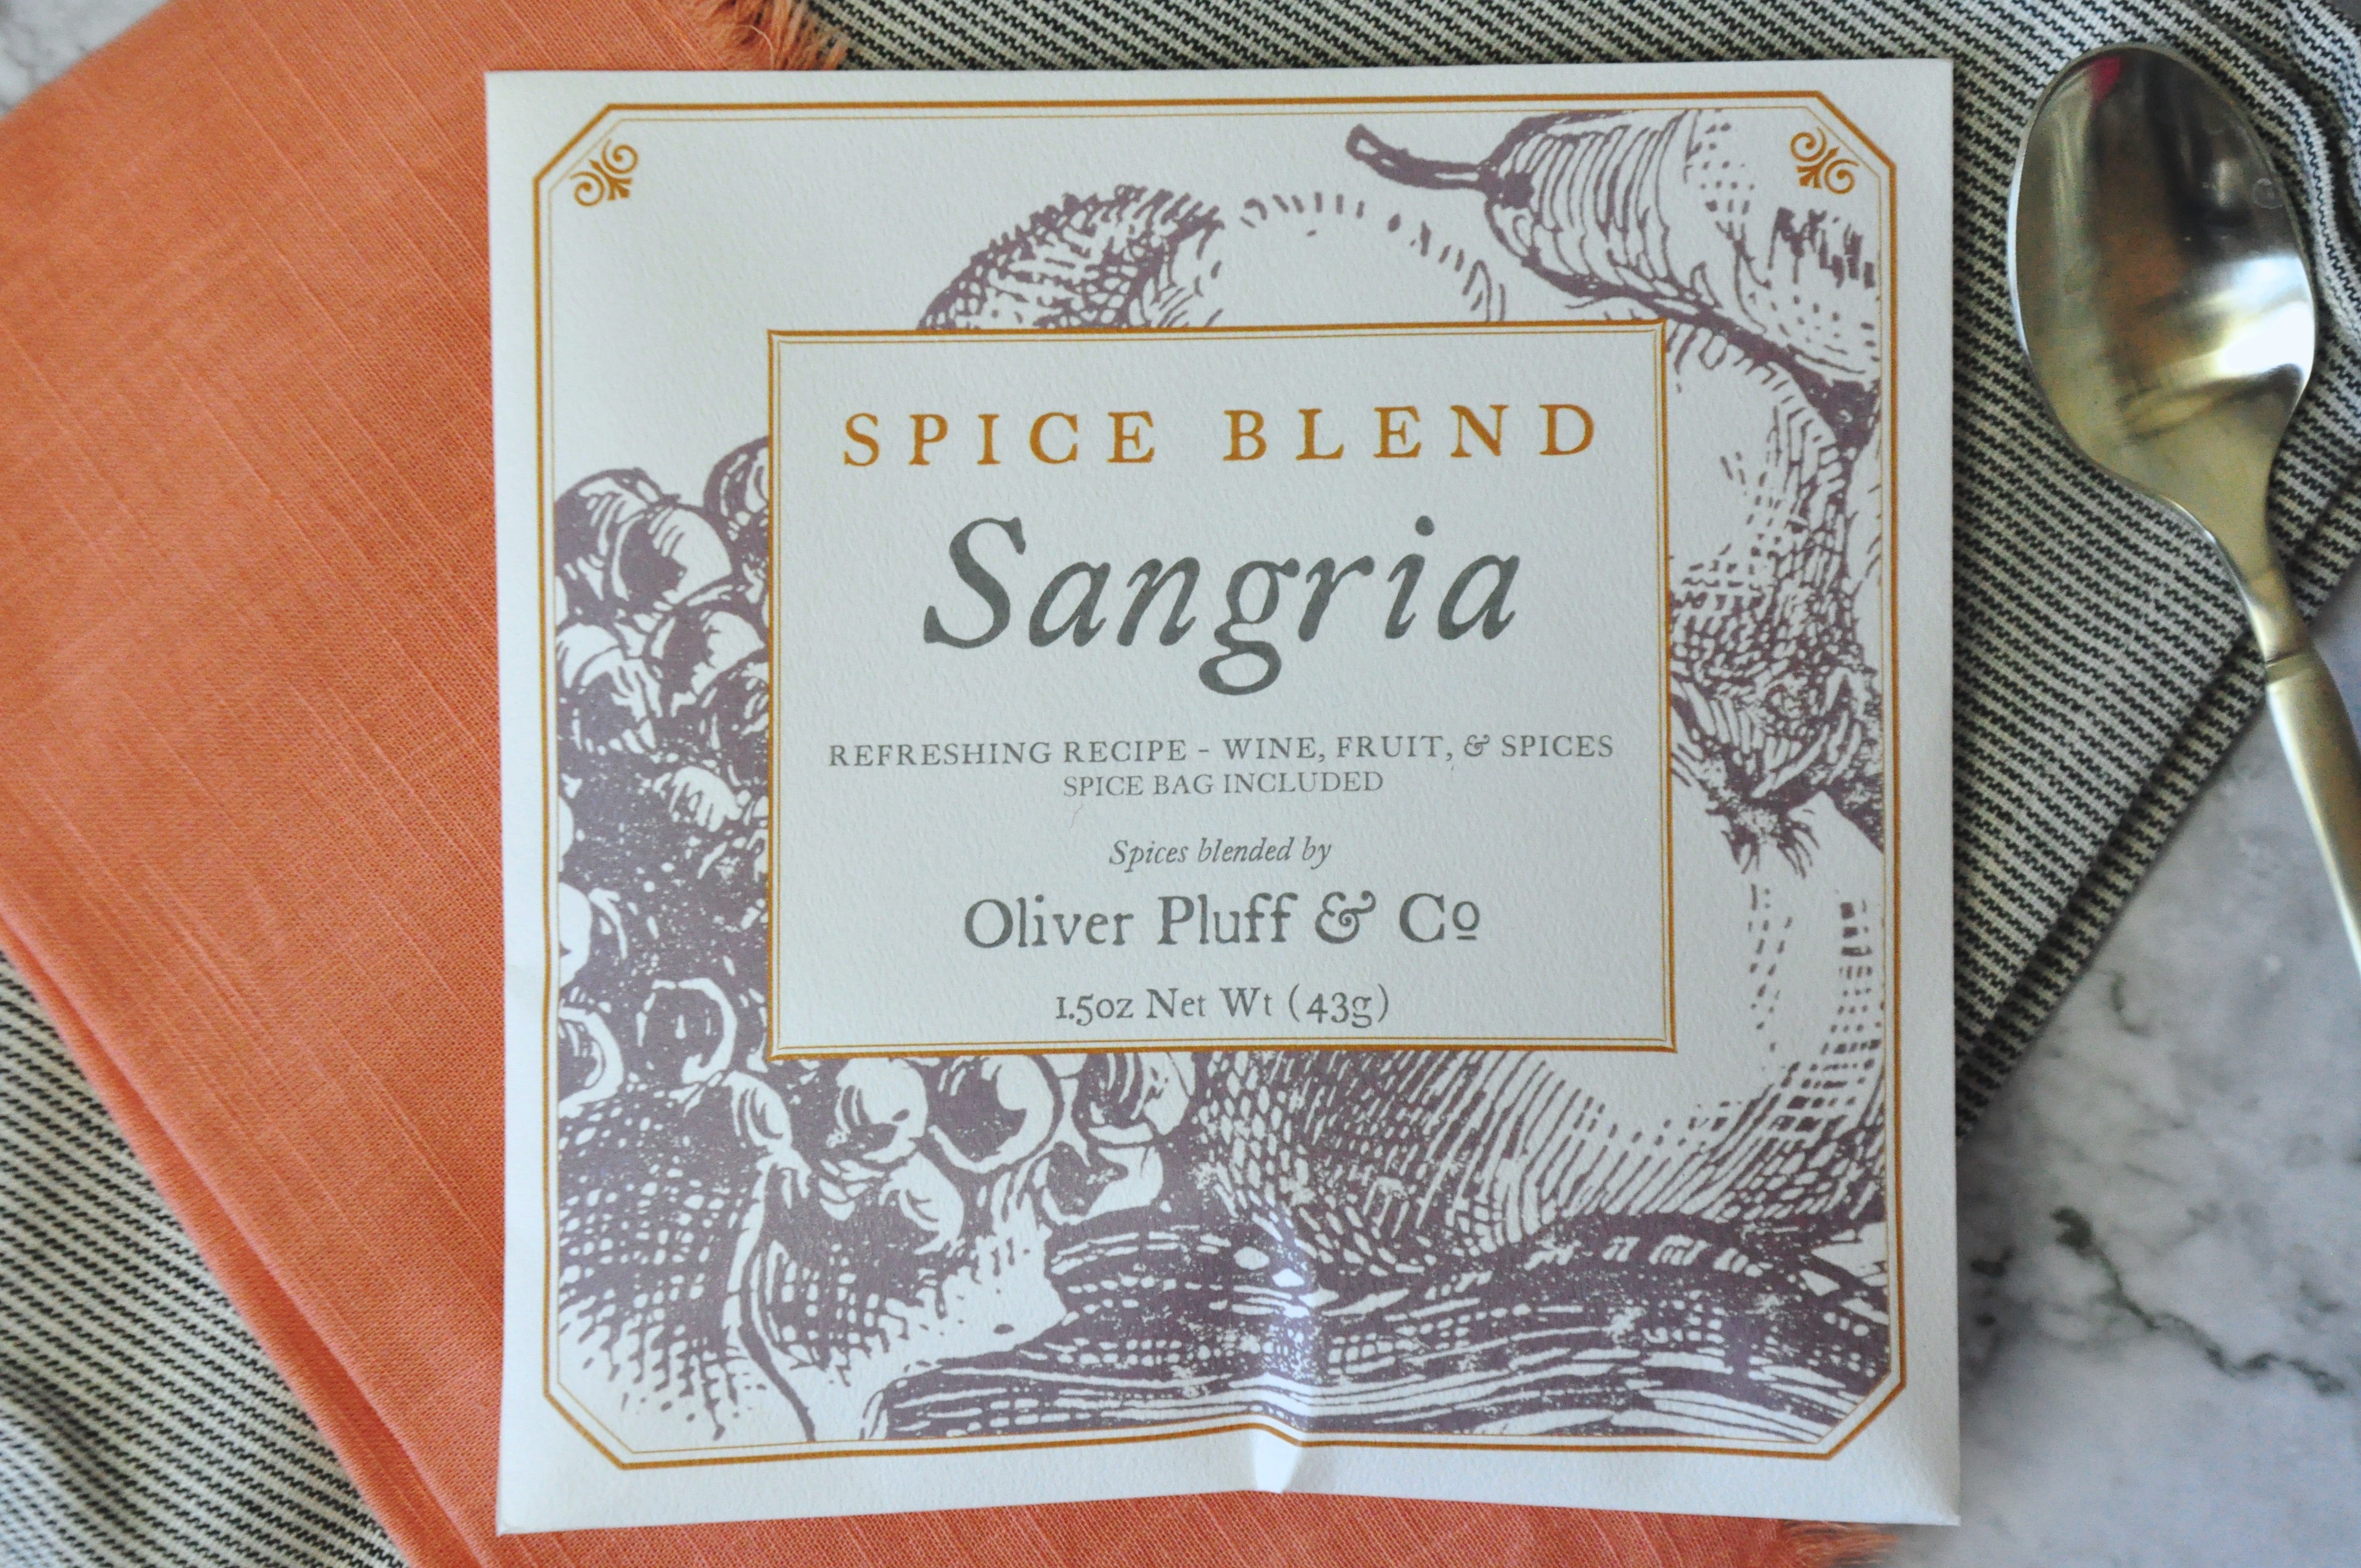 SPICE BLEND
Sangria
REFRESHING RECIPE - WINE, FRUIT, & SPICES
SPICE BAG INCLUDED
Spices blended by
Oliver Pluff & Cº
1.5oz Net Wt (43g)